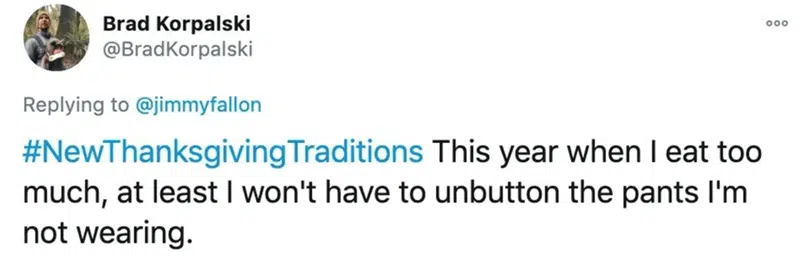 Brad Korpalski
@BradKorpalski
Replying to @jimmyfallon
#NewThanksgivingTraditions This year when I eat too
much, at least I won't have to unbutton the pants I'm
not wearing.